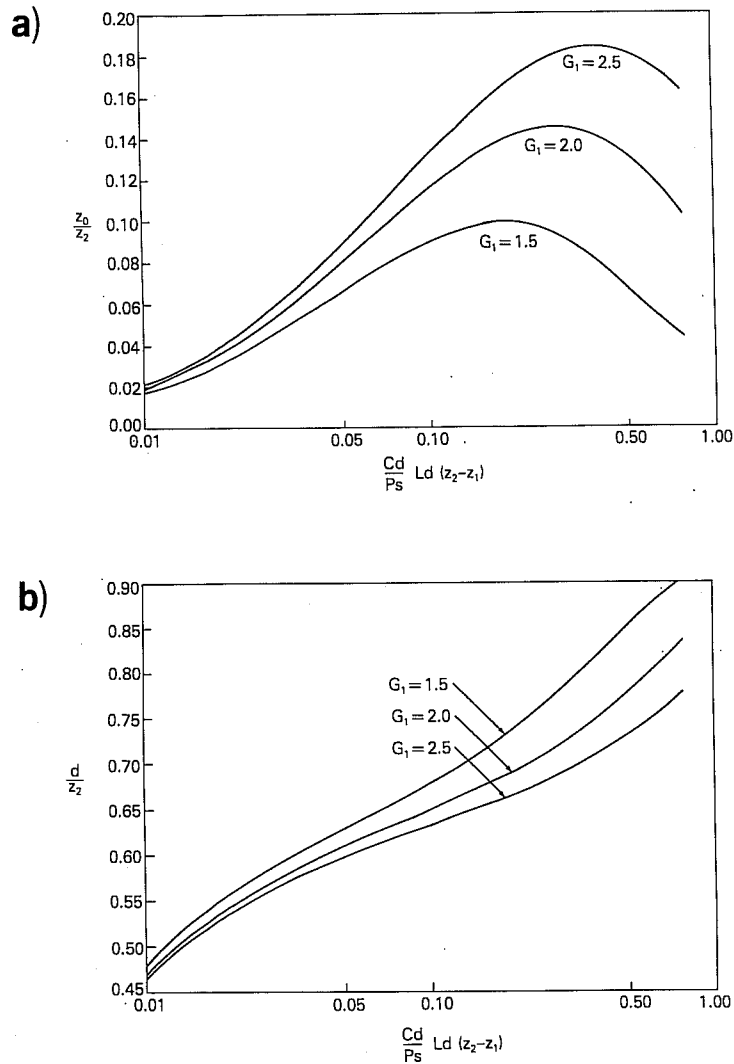 a)
0.20
0.18
0.16
0.14
0.12
0.10
0.08
0.06
0.04
0.02
0.00
z₀
z₂
G₁=2.5
G₁=2.0
G₁=1.5
0.01
0.05
0.10
0.50
1.00
Cd
Ps
Ld (z₂-z₁)
b)
0.90
0.85
0.80
0.75
0.70
0.65
0.60
0.55
0.50
0.45
d
z₂
G₁=1.5
G₁=2.0
G₁=2.5
0.01
0.05
0.10
0.50
1.00
Cd
Ps
Ld (z₂-z₁)